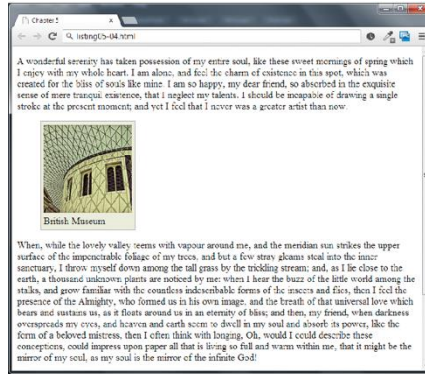 Chapter 5
listing05-04.html
A wonderful serenity has taken possession of my entire soul, like these sweet mornings of spring which
I enjoy with my whole heart. I am alone, and feel the charm of existence in this spot, which was
created for the bliss of souls like mine. I am so happy, my dear friend, so absorbed in the exquisite
sense of mere tranquil existence, that I neglect my talents. I should be incapable of drawing a single
stroke at the present moment; and yet I feel that I never was a greater artist than now.
British Museum
When, while the lovely valley teems with vapour around me, and the meridian sun strikes the upper
surface of the impenetrable foliage of my trees, and but a few stray gleams steal into the inner
sanctuary, I throw myself down among the tall grass by the trickling stream; and, as I lie close to the
earth, a thousand unknown plants are noticed by me: when I hear the buzz of the little world among the
stalks, and grow familiar with the countless indescribable forms of the insects and flies, then I feel the
presence of the Almighty, who formed us in his own image, and the breath of that universal love which
bears and sustains us, as it floats around us in an eternity of bliss; and then, my friend, when darkness
overspreads my eyes, and heaven and earth seem to dwell in my soul and absorb its power, like the
form of a beloved mistress, then I often think with longing, Oh, would I could describe these
conceptions, could impress upon paper all that is living so full and warm within me, that it might be the
mirror of my soul, as my soul is the mirror of the infinite God!